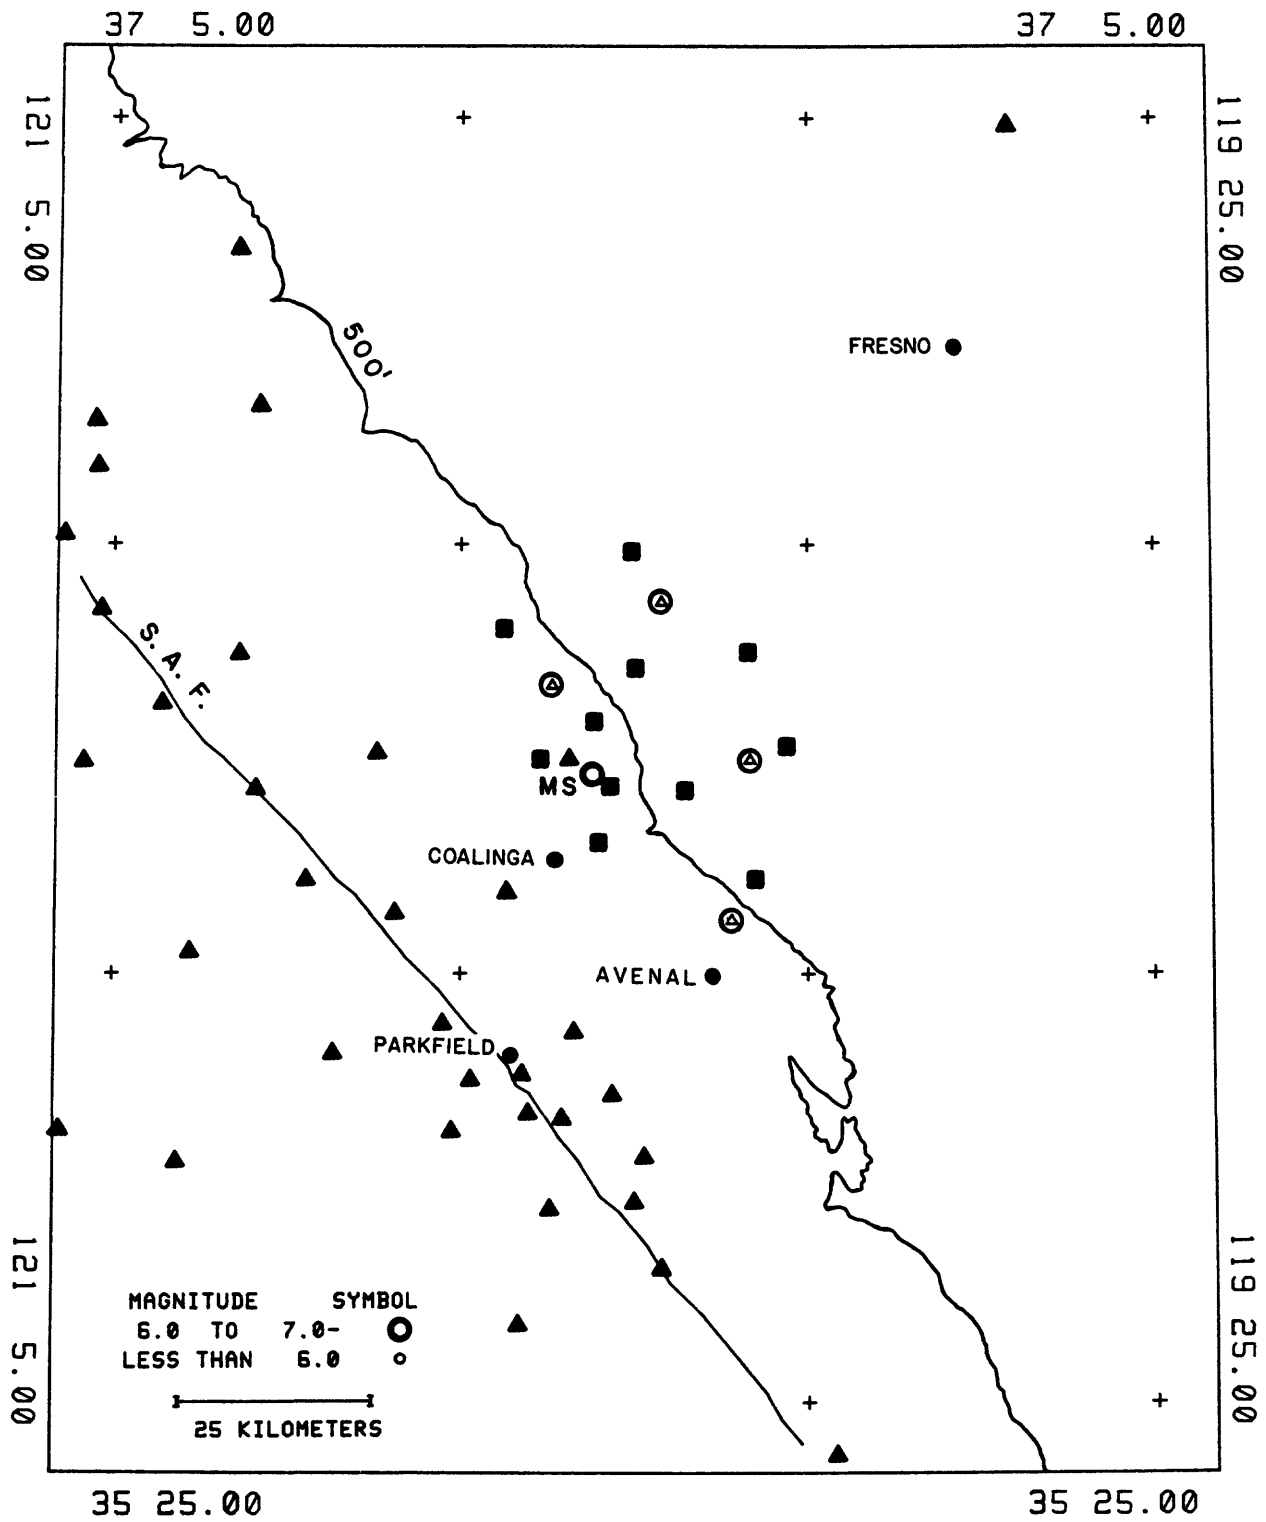 37 5.00
37 5.00
121 5.00
119 25.00
500'
FRESNO
S. A. F.
MS
COALINGA
AVENAL
PARKFIELD
121 5.00
119 25.00
MAGNITUDE SYMBOL
6.0 TO 7.0-
LESS THAN 6.0
25 KILOMETERS
35 25.00
35 25.00